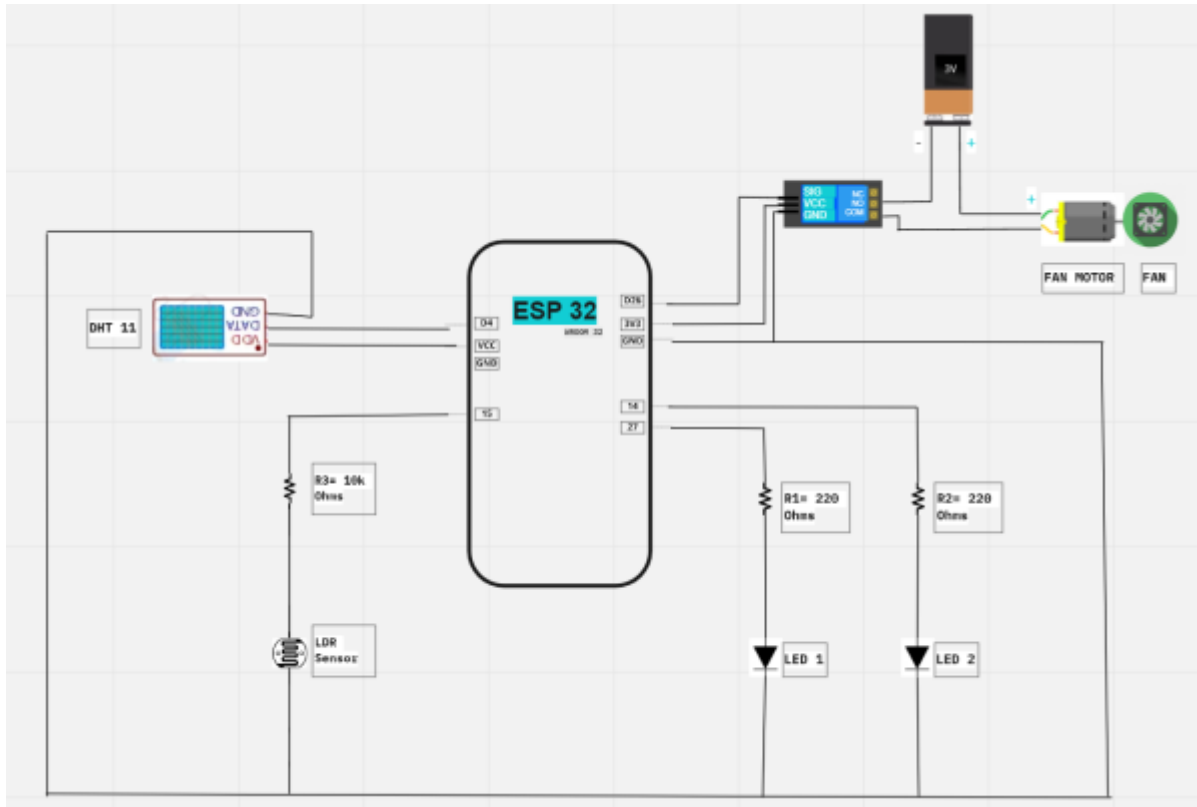 3V
-
+
SIG
VCC
GND
NC
NO
COM
+
FAN MOTOR
FAN
DHT 11
GND
DATA
VDD
ESP 32
D4
VCC
GND
15
D26
3V3
GND
14
27
R3= 10k
Ohms
R1= 220
Ohms
R2= 220
Ohms
LDR
Sensor
LED 1
LED 2